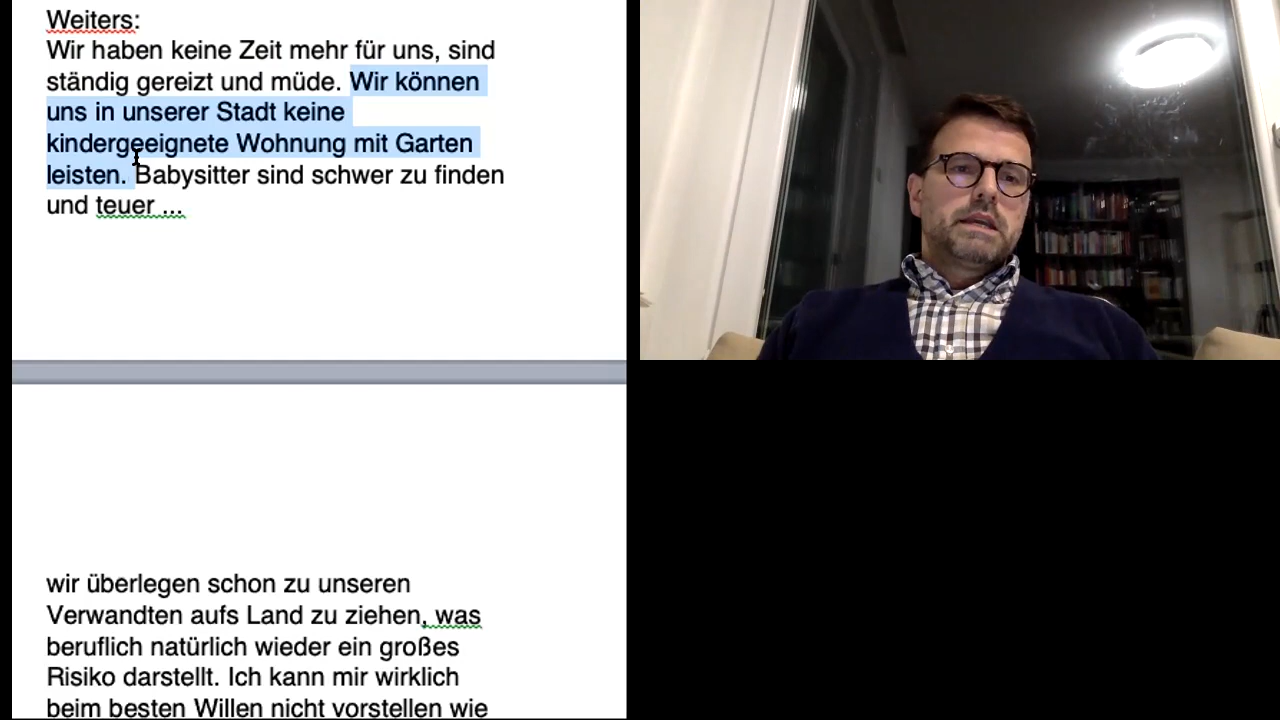 Weiters:
Wir haben keine Zeit mehr für uns, sind
ständig gereizt und müde. Wir können
uns in unserer Stadt keine
kindergeeignete Wohnung mit Garten
leisten. Babysitter sind schwer zu finden
und teuer ...
wir überlegen schon zu unseren
Verwandten aufs Land zu ziehen, was
beruflich natürlich wieder ein großes
Risiko darstellt. Ich kann mir wirklich
beim besten Willen nicht vorstellen wie